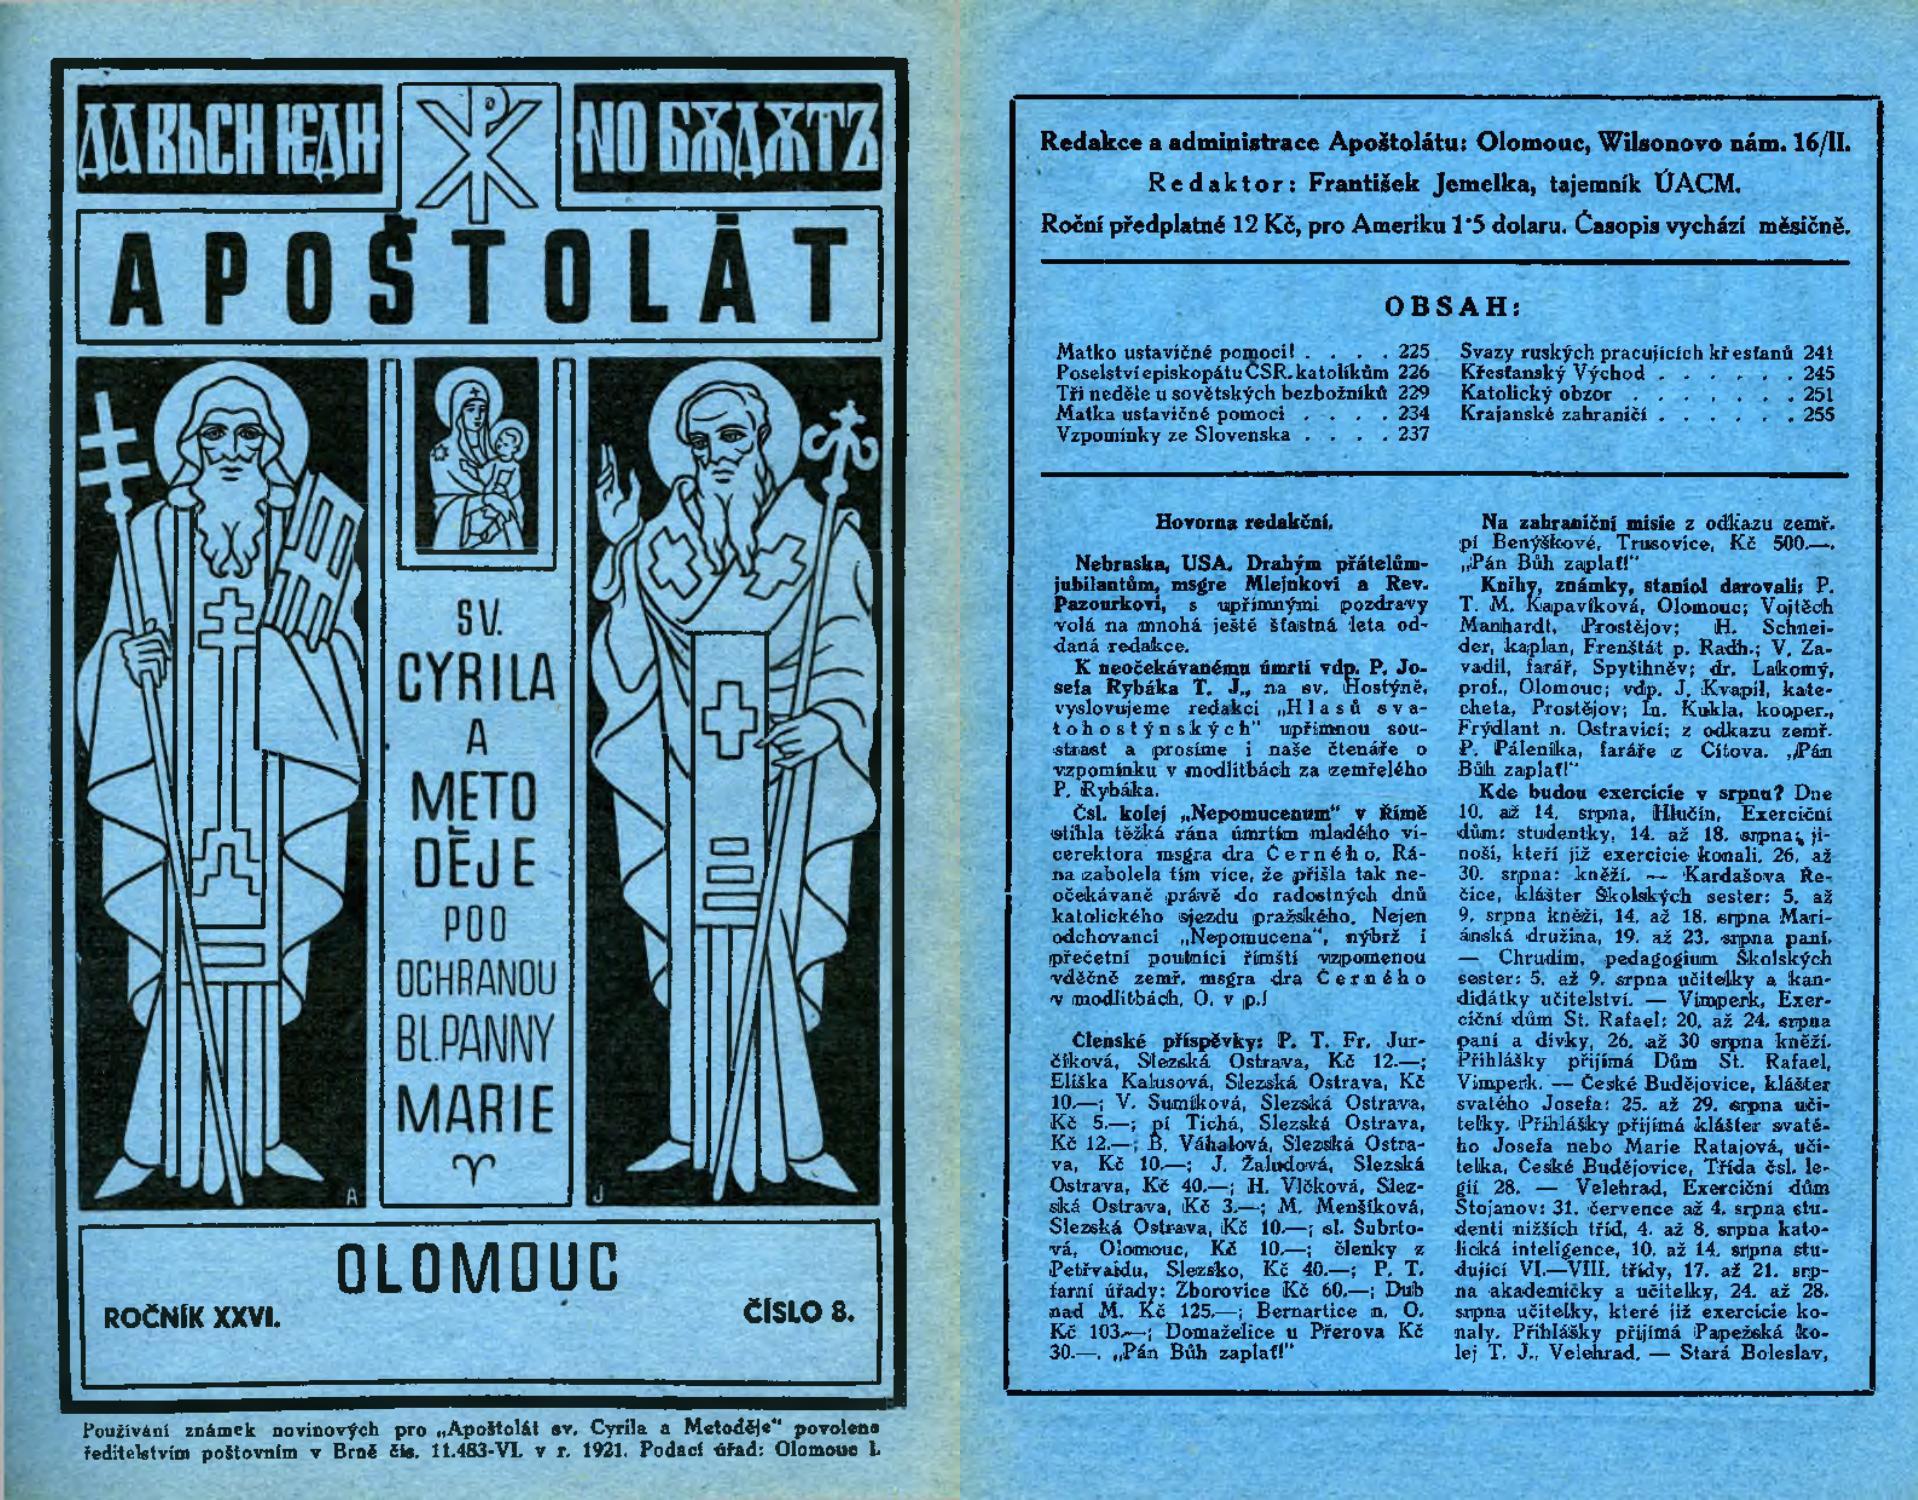 ДА ВЬСИ ѤДИ
НО БѪДѪТЪ
APOŠTOLÁT
SV.
CYRILA
A
METO
DĚJE
POD
OCHRANOU
BL.PANNY
MARIE
A
J
OLOMOUC
ROČNÍK XXVI.
ČÍSLO 8.
Používání známek novinových pro „Apoštolát sv. Cyrila a Metoděje“ povoleno
ředitelstvím poštovním v Brně čís. 11.483-VI. v r. 1921. Podací úřad: Olomouc I.
Redakce a administrace Apoštolátu: Olomouc, Wilsonovo nám. 16/II.
Redaktor: František Jemelka, tajemník ÚACM.
Roční předplatné 12 Kč, pro Ameriku 1·5 dolaru. Časopis vychází měsíčně.
OBSAH:
Matko ustavičné pomoci! . . . . 225
Poselství episkopátu ČSR. katolíkům 226
Tři neděle u sovětských bezbožníků 229
Matka ustavičné pomoci . . . . 234
Vzpomínky ze Slovenska . . . . 237
Svazy ruských pracujících křesťanů 241
Křesťanský Východ . . . . . . 245
Katolický obzor . . . . . . . 251
Krajanské zahraničí . . . . . . 255
Hovorna redakční.
Nebraska, USA. Drahým přátelům-
jubilantům, msgre Mlejnkovi a Rev.
Pazourkovi, s upřímnými pozdravy
volá na mnohá ještě šťastná leta od-
daná redakce.
K neočekávanému úmrtí vdp. P. Jo-
sefa Rybáka T. J., na sv. Hostýně,
vyslovujeme redakci „Hlasů sva-
tohostýnských“ upřímnou sou-
strast a prosíme i naše čtenáře o
vzpomínku v modlitbách za zemřelého
P. Rybáka.
Čsl. kolej „Nepomucenum“ v Římě
stihla těžká rána úmrtím mladého vi-
cerektora msgra dra Černého. Rá-
na zabolela tím více, že přišla tak ne-
očekávaně právě do radostných dnů
katolického sjezdu pražského. Nejen
odchovanci „Nepomucena“, nýbrž i
přečetní poutníci římští vzpomenou
vděčně zemř. msgra dra Černého
v modlitbách. O. v p.!
Členské příspěvky: P. T. Fr. Jur-
číková, Slezská Ostrava, Kč 12.—;
Eliška Kalusová, Slezská Ostrava, Kč
10.—; V. Sumíková, Slezská Ostrava,
Kč 5.—; pí Tichá, Slezská Ostrava,
Kč 12.—; B. Váhalová, Slezská Ostra-
va, Kč 10.—; J. Žaludová, Slezská
Ostrava, Kč 40.—; H. Vlčková, Slez-
ská Ostrava, Kč 3.—; M. Menšíková,
Slezská Ostrava, Kč 10.—; sl. Šubrto-
vá, Olomouc, Kč 10.—; členky z
Petřvaldu, Slezsko, Kč 40.—; P. T.
farní úřady: Zborovice Kč 60.—; Dub
nad M. Kč 125.—; Bernartice n. O.
Kč 103.—; Domaželice u Přerova Kč
30.—. „Pán Bůh zaplať!“
Na zahraniční misie z odkazu zemř.
pí Benýškové, Trusovice, Kč 500.—.
„Pán Bůh zaplať!“
Knihy, známky, staniol darovali: P.
T. M. Kapavíková, Olomouc; Vojtěch
Manhardt, Prostějov; H. Schnei-
der, kaplan, Frenštát p. Radh.; V. Za-
vadil, farář, Spytihněv; dr. Lakomý,
prof., Olomouc; vdp. J. Kvapil, kate-
cheta, Prostějov; In. Kukla, kooper.,
Frýdlant n. Ostravicí; z odkazu zemř.
P. Páleníka, faráře z Cítova. „Pán
Bůh zaplať!“
Kde budou exercicie v srpnu? Dne
10. až 14. srpna, Hlučín, Exerciční
dům: studentky, 14. až 18. srpna; ji-
noši, kteří již exercicie konali, 26. až
30. srpna: kněží. — Kardašova Ře-
čice, klášter Školských sester: 5. až
9. srpna kněží, 14. až 18. srpna Mari-
ánská družina, 19. až 23. srpna paní.
— Chrudim, pedagogium Školských
sester: 5. až 9. srpna učitelky a kan-
didátky učitelství. — Vimperk, Exer-
ciční dům St. Rafael: 20. až 24. srpna
paní a dívky, 26. až 30 srpna kněží.
Přihlášky přijímá Dům St. Rafael,
Vimperk. — České Budějovice, klášter
svatého Josefa: 25. až 29. srpna uči-
telky. Přihlášky přijímá klášter svaté-
ho Josefa nebo Marie Ratajová, uči-
telka, České Budějovice, Třída čsl. le-
gií 28. — Velehrad, Exerciční dům
Stojanov: 31. července až 4. srpna stu-
denti nižších tříd, 4. až 8. srpna kato-
lická inteligence, 10. až 14. srpna stu-
dující VI.—VIII. třídy, 17. až 21. srp-
na akademičky a učitelky, 24. až 28.
srpna učitelky, které již exercicie ko-
naly. Přihlášky přijímá Papežská ko-
lej T. J., Velehrad. — Stará Boleslav,